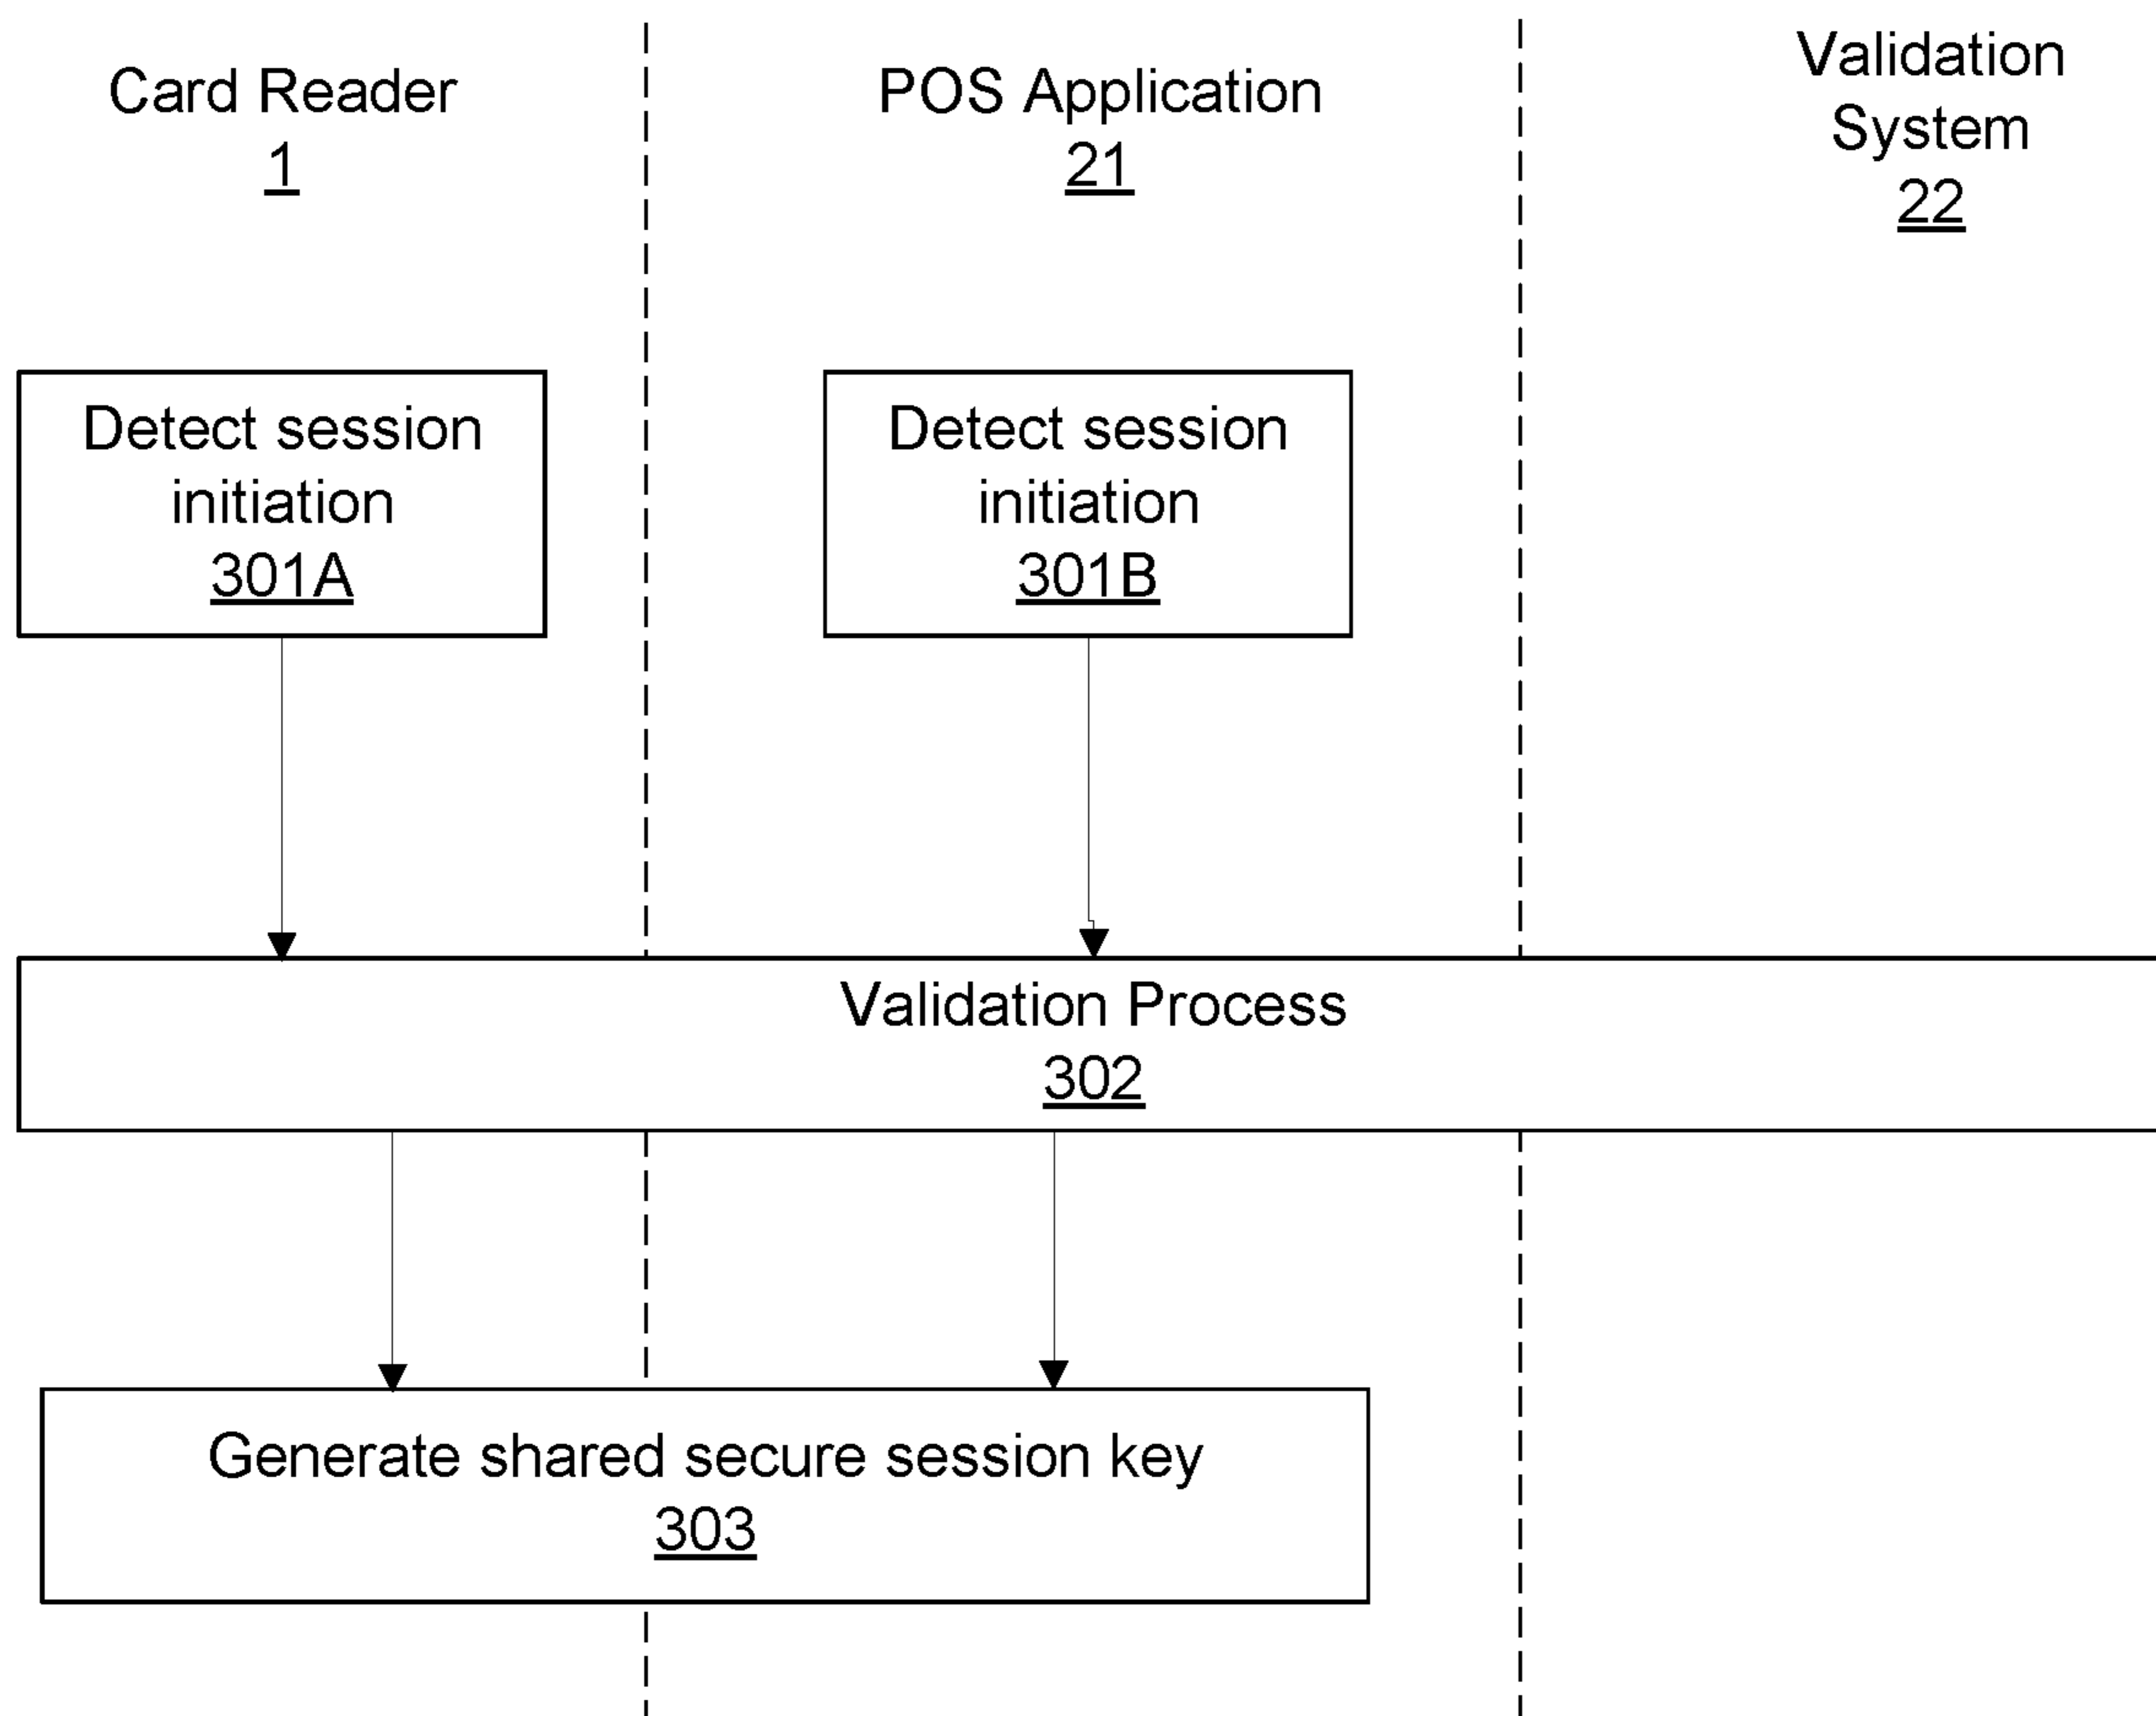 Card Reader
1
POS Application
21
Validation
System
22
Detect session
initiation
301A
Detect session
initiation
301B
Validation Process
302
Generate shared secure session key
303